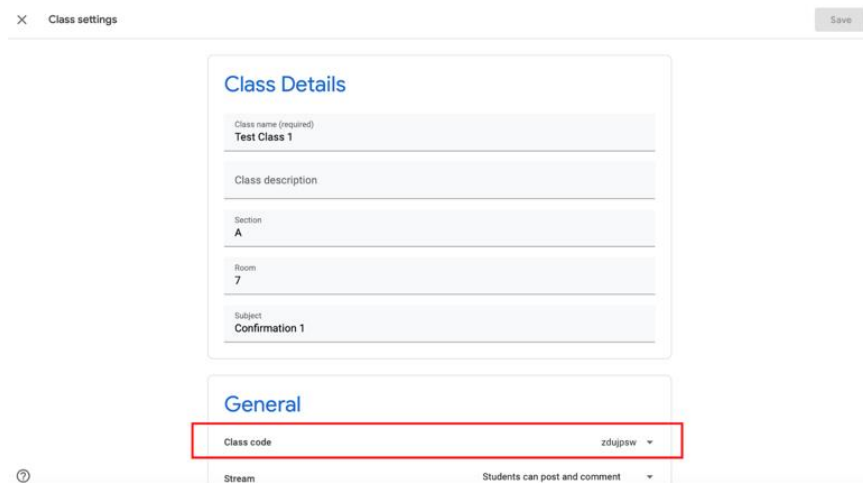 Class settings
Save
Class Details
Class name (required)
Test Class 1
Class description
Section
A
Room
7
Subject
Confirmation 1
General
Class code zdujpsw
Stream Students can post and comment